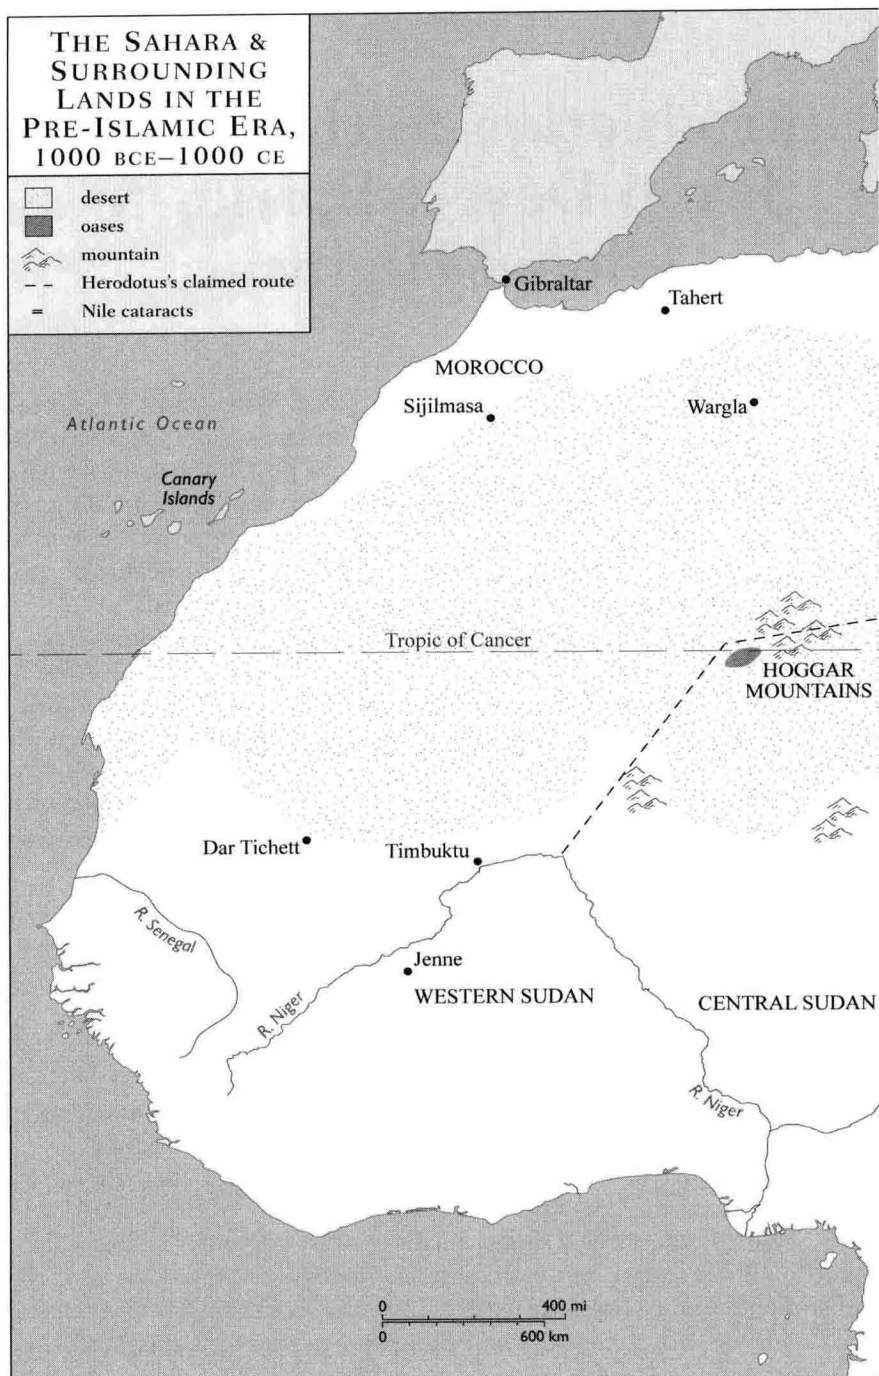 THE SAHARA &
SURROUNDING
LANDS IN THE
PRE-ISLAMIC ERA,
1000 BCE–1000 CE
desert
oases
mountain
Herodotus's claimed route
Nile cataracts
Gibraltar
Tahert
MOROCCO
Sijilmasa
Wargla
Atlantic Ocean
Canary
Islands
Tropic of Cancer
HOGGAR
MOUNTAINS
Dar Tichett
Timbuktu
R. Senegal
Jenne
R. Niger
WESTERN SUDAN
CENTRAL SUDAN
R. Niger
0 400 mi
0 600 km